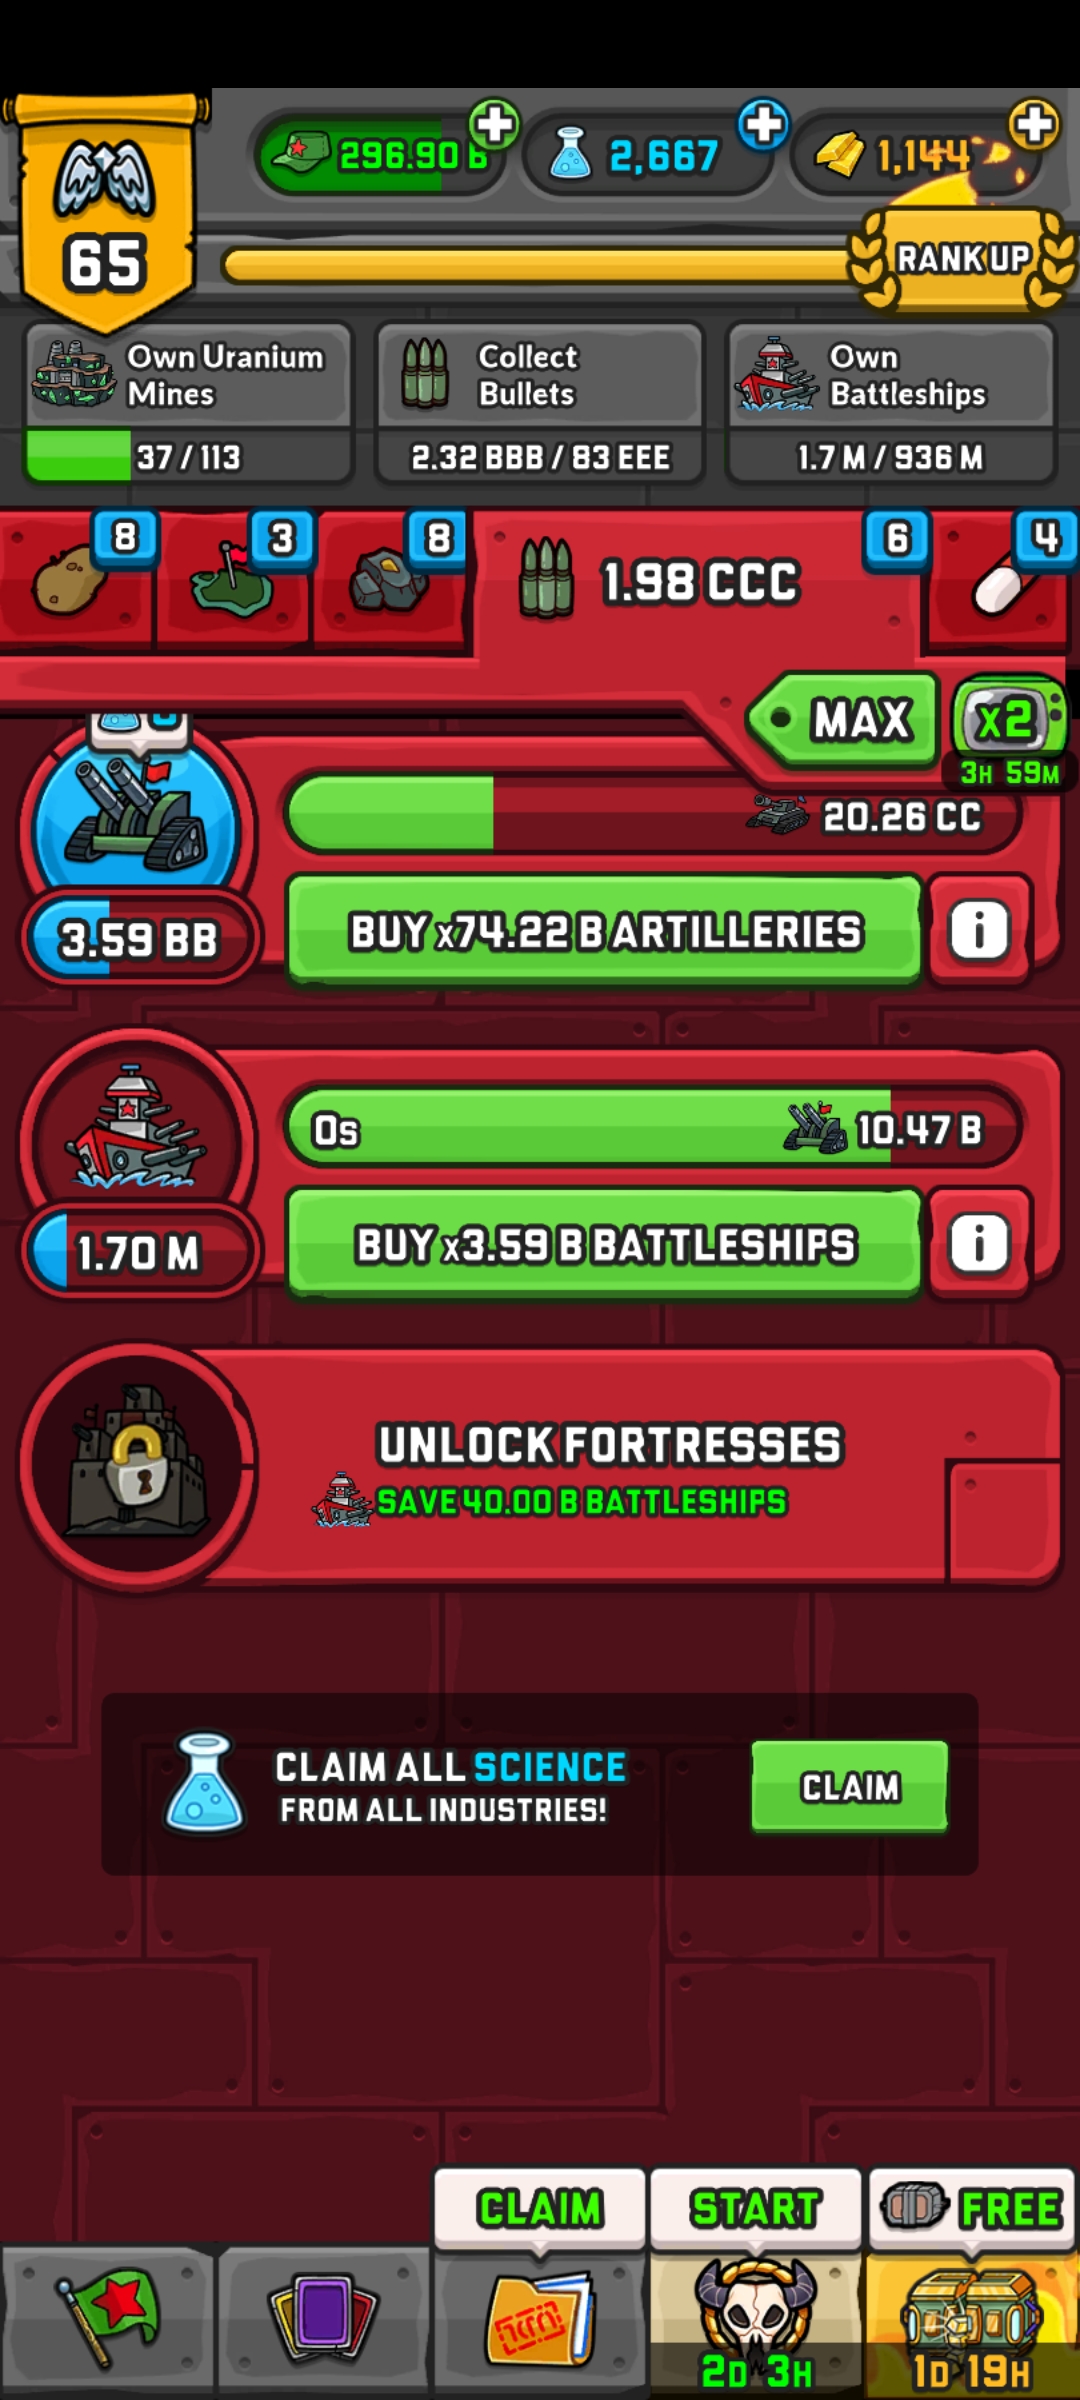 296.90 B
2,667
1,144
65
RANK UP
Own Uranium
Mines
Collect
Bullets
Own
Battleships
37 / 113
2.32 BBB / 83 EEE
1.7 M / 936 M
8
3
8
1.98 CCC
6
4
MAX
x2
3H 59M
20.26 CC
3.59 BB
BUY x74.22 B ARTILLERIES
i
0s
10.47 B
1.70 M
BUY x3.59 B BATTLESHIPS
i
UNLOCK FORTRESSES
SAVE 40.00 B BATTLESHIPS
CLAIM ALL SCIENCE
FROM ALL INDUSTRIES!
CLAIM
CLAIM
START
FREE
2D 3H
1D 19H